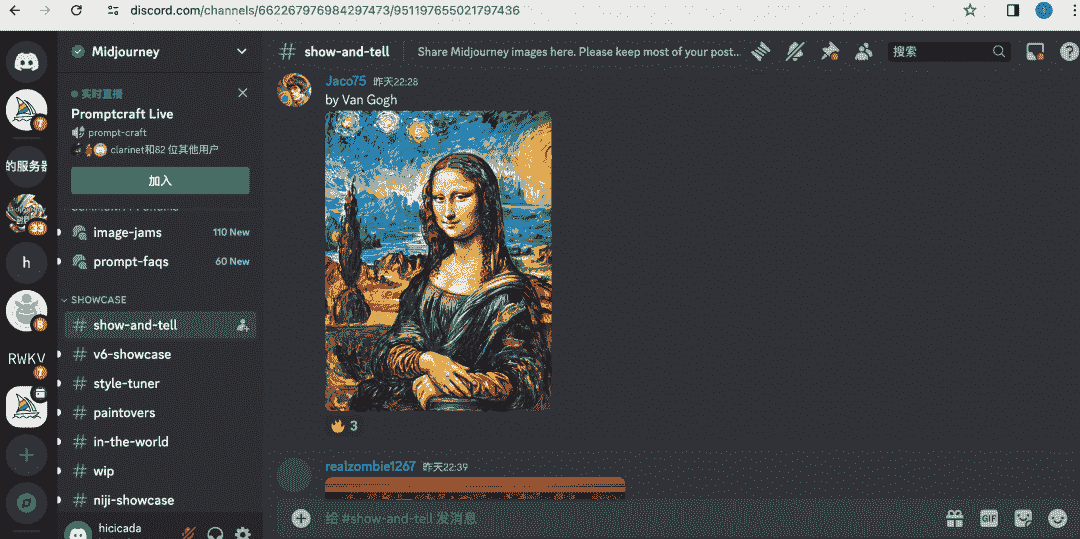 discord.com/channels/662267976984297473/951197655021797436
Midjourney
show-and-tell
Share Midjourney images here. Please keep most of your post...
搜索
实时直播
Promptcraft Live
prompt-craft
clarinet和82 位其他用户
加入
COMMUNITY FORUMS
image-jams
110 New
prompt-faqs
60 New
SHOWCASE
show-and-tell
v6-showcase
style-tuner
paintovers
in-the-world
wip
niji-showcase
hicicada
的服务器
33
h
RWKV
Jaco75 昨天22:28
by Van Gogh
3
realzombie1267 昨天22:39
给 #show-and-tell 发消息
GIF